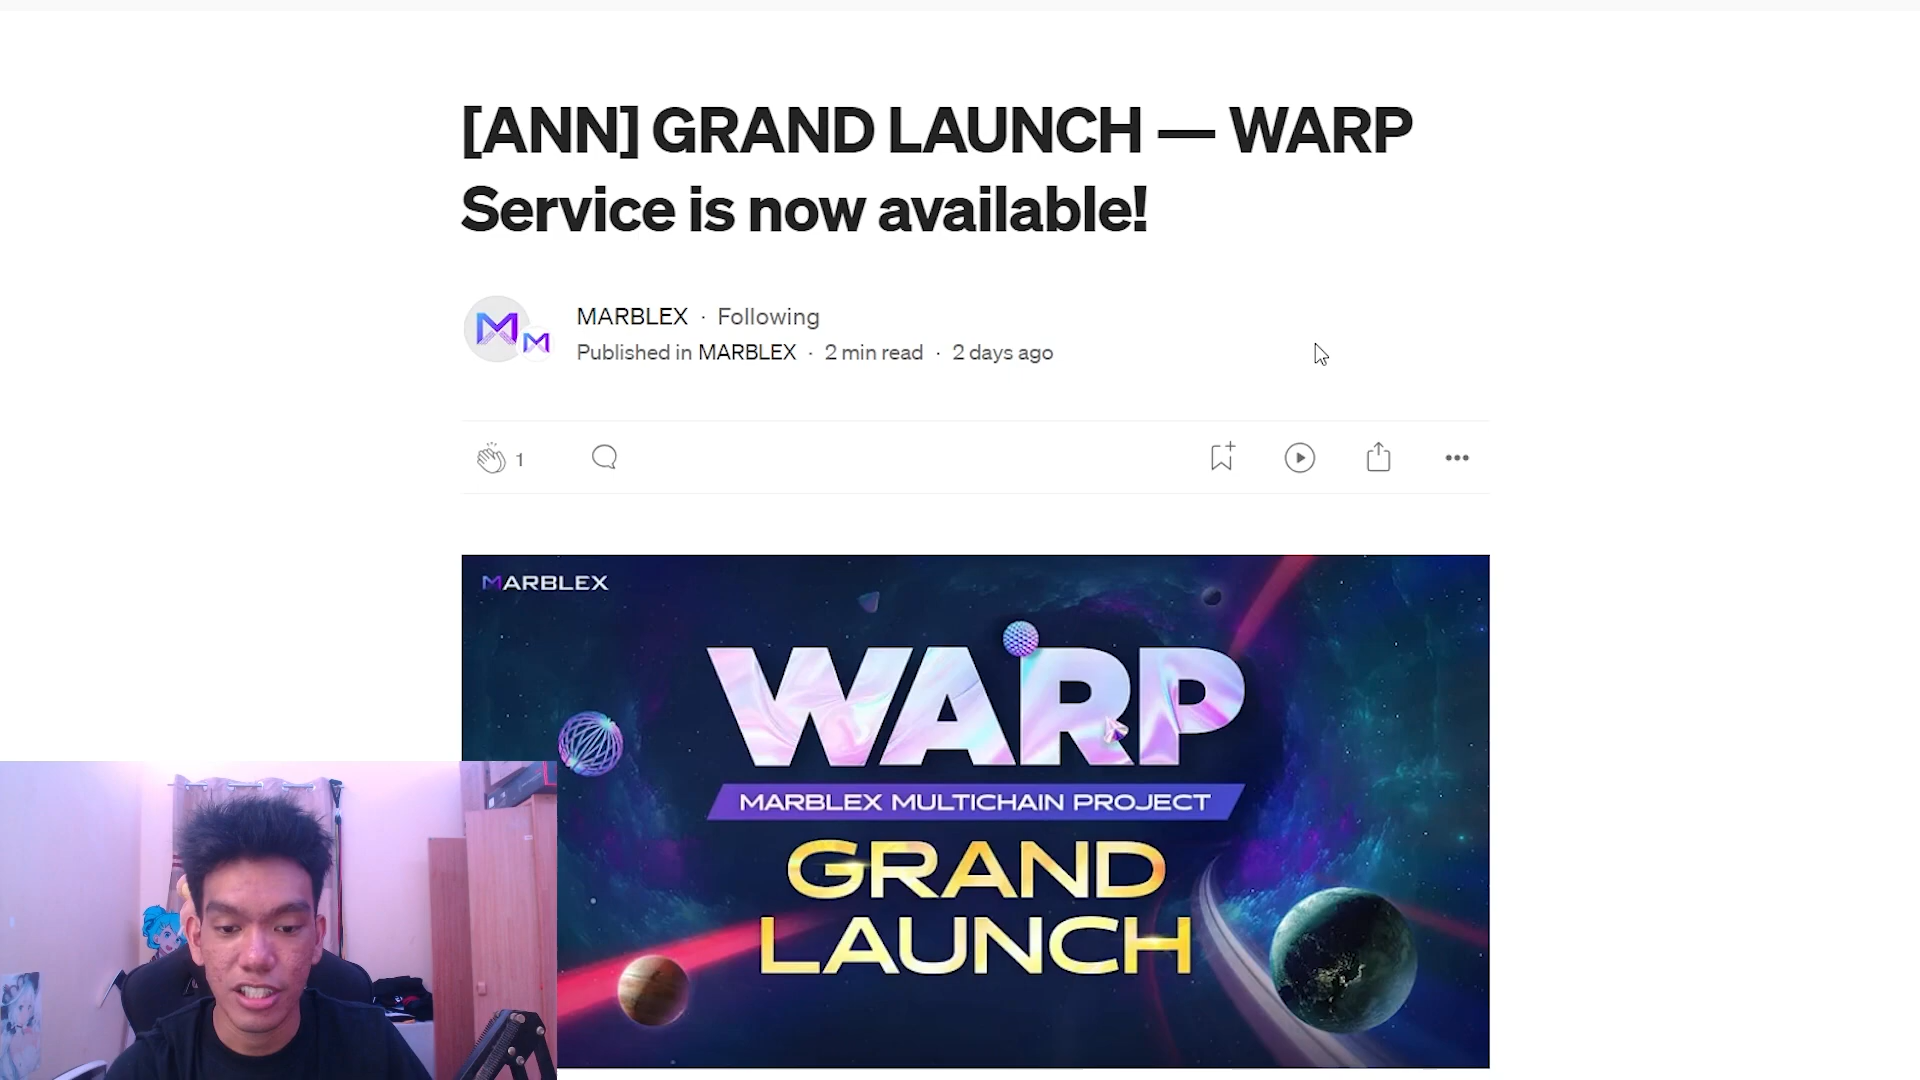 [ANN] GRAND LAUNCH — WARP
Service is now available!
MARBLEX · Following
Published in MARBLEX · 2 min read · 2 days ago
1
MARBLEX
WARP
MARBLEX MULTICHAIN PROJECT
GRAND
LAUNCH